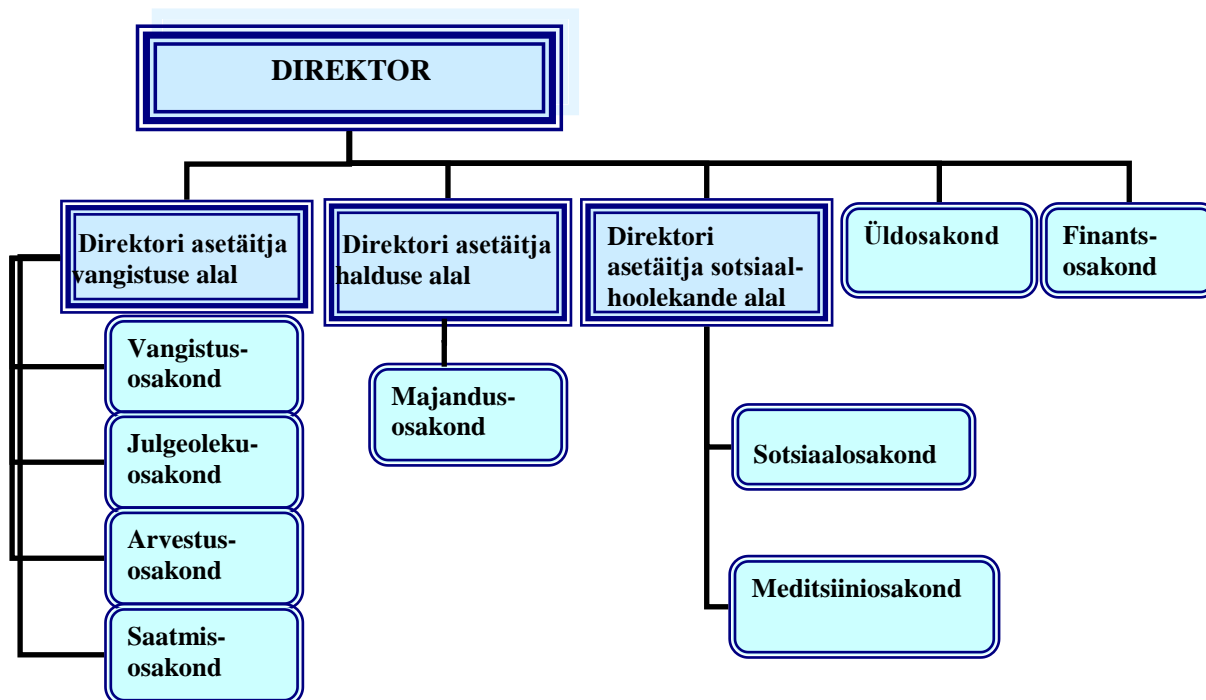 DIREKTOR
Direktori asetäitja
vangistuse alal
Direktori asetäitja
halduse alal
Direktori
asetäitja sotsiaal-
hoolekande alal
Üldosakond
Finants-
osakond
Vangistus-
osakond
Julgeoleku-
osakond
Arvestus-
osakond
Saatmis-
osakond
Majandus-
osakond
Sotsiaalosakond
Meditsiiniosakond